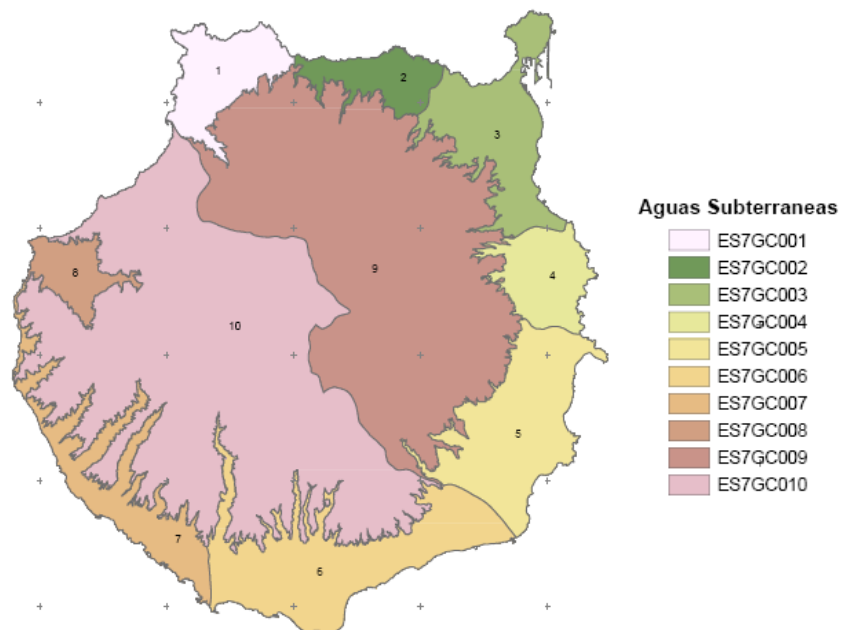 1
2
3
4
5
6
7
8
9
10
Aguas Subterraneas
ES7GC001
ES7GC002
ES7GC003
ES7GC004
ES7GC005
ES7GC006
ES7GC007
ES7GC008
ES7GC009
ES7GC010